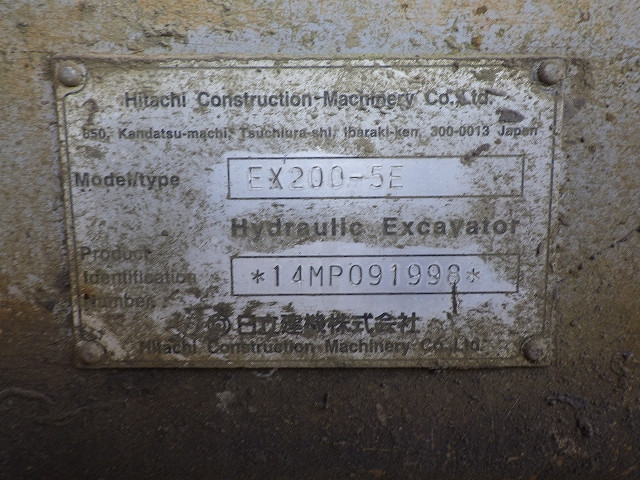 Hitachi Construction-Machinery Co., Ltd.
650, Kandatsu-machi, Tsuchiura-shi, Ibaraki-ken, 300-0013 Japan
Model/type EX200-5E
Hydraulic Excavator
Product
Identification
Number
*14MP091998*
日立建機株式会社
Hitachi Construction-Machinery Co., Ltd.